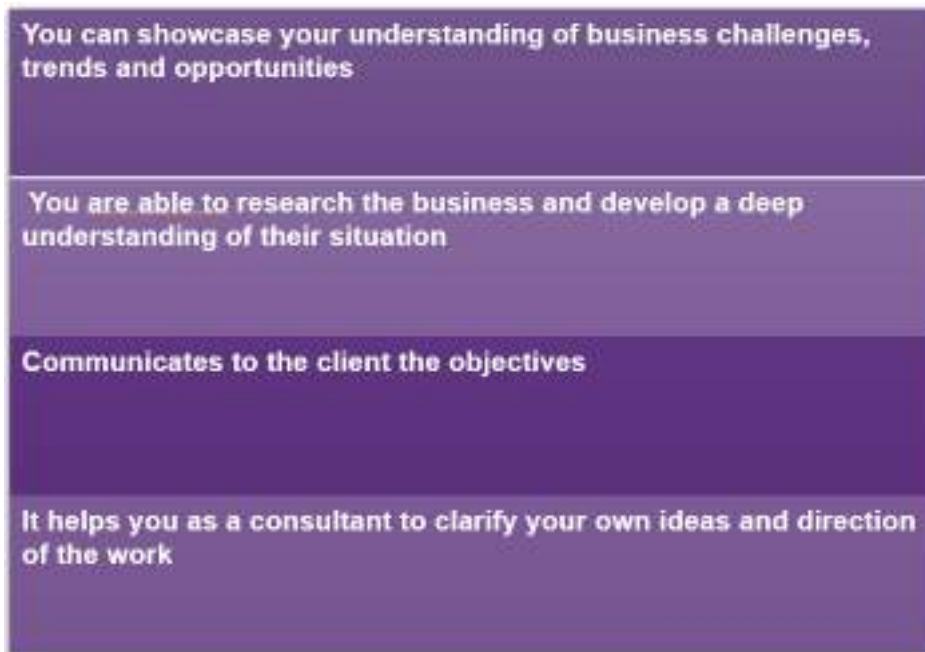 You can showcase your understanding of business challenges,
trends and opportunities
You are able to research the business and develop a deep
understanding of their situation
Communicates to the client the objectives
It helps you as a consultant to clarify your own ideas and direction
of the work